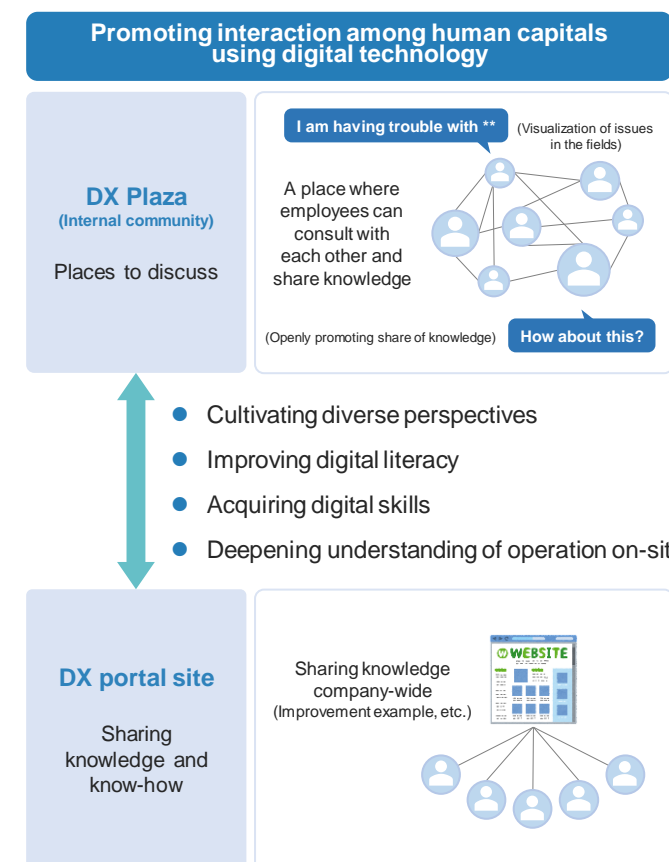 Promoting interaction among human capitals
using digital technology
DX Plaza
(Internal community)
Places to discuss
I am having trouble with **
(Visualization of issues
in the fields)
A place where
employees can
consult with
each other and
share knowledge
(Openly promoting share of knowledge)
How about this?
● Cultivating diverse perspectives
● Improving digital literacy
● Acquiring digital skills
● Deepening understanding of operation on-sit
DX portal site
Sharing
knowledge and
know-how
Sharing knowledge
company-wide
(Improvement example, etc.)
W WEBSITE